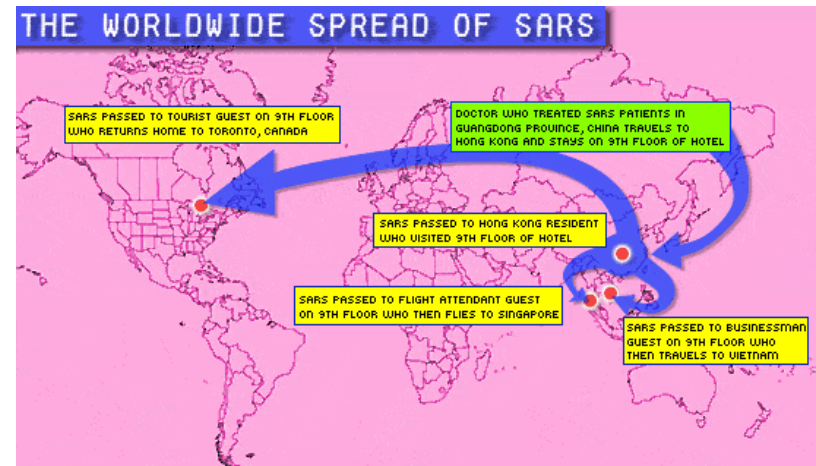 THE WORLDWIDE SPREAD OF SARS
SARS PASSED TO TOURIST GUEST ON 9TH FLOOR
WHO RETURNS HOME TO TORONTO, CANADA
DOCTOR WHO TREATED SARS PATIENTS IN
GUANGDONG PROVINCE, CHINA TRAVELS TO
HONG KONG AND STAYS ON 9TH FLOOR OF HOTEL
SARS PASSED TO HONG KONG RESIDENT
WHO VISITED 9TH FLOOR OF HOTEL
SARS PASSED TO FLIGHT ATTENDANT GUEST
ON 9TH FLOOR WHO THEN FLIES TO SINGAPORE
SARS PASSED TO BUSINESSMAN
GUEST ON 9TH FLOOR WHO
THEN TRAVELS TO VIETNAM